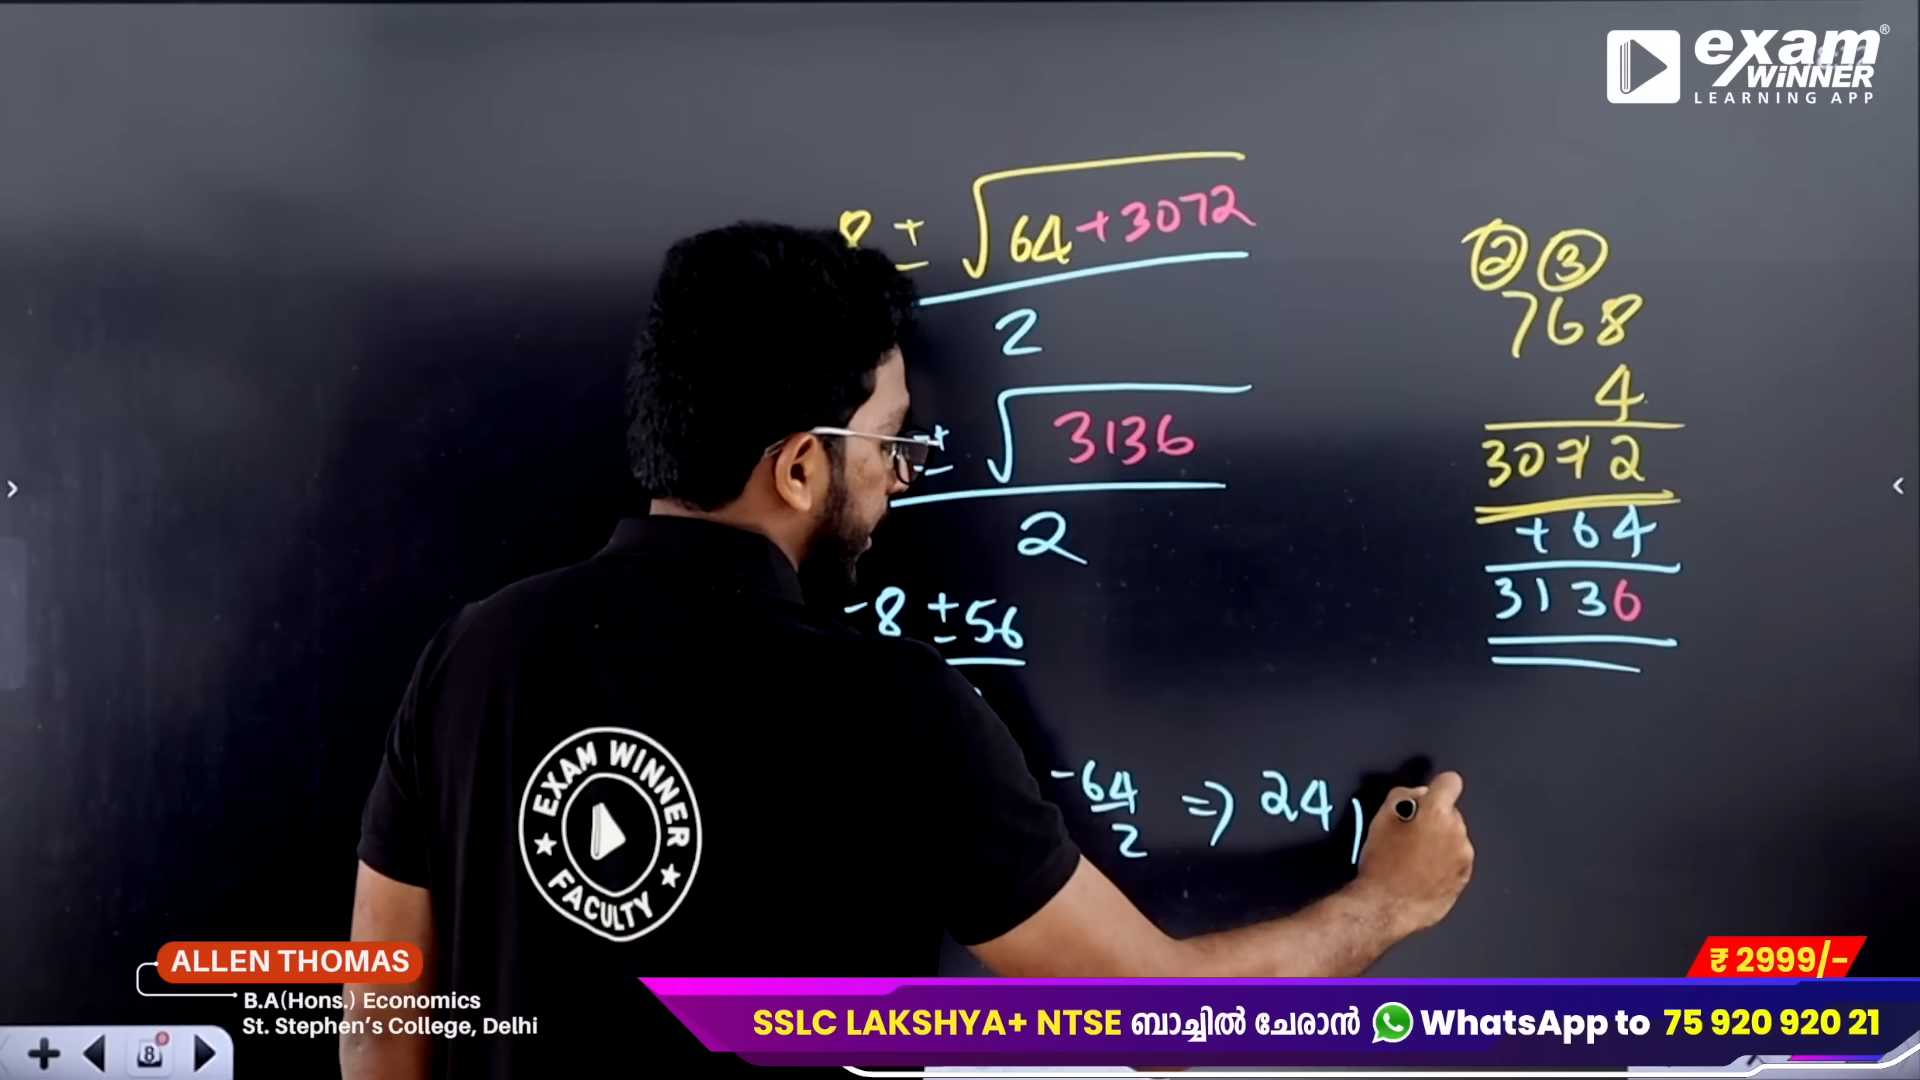 exam
WiNNER
LEARNING APP
8 ± √64+3072
2
± √3136
2
-8 ± 56
-64
2
⇒ 24,
2 3
768
4
3072
+64
3136
EXAM WINNER
FACULTY
ALLEN THOMAS
B.A(Hons.) Economics
St. Stephen's College, Delhi
₹ 2999/-
SSLC LAKSHYA+ NTSE ബാച്ചിൽ ചേരാൻ WhatsApp to 75 920 920 21
8